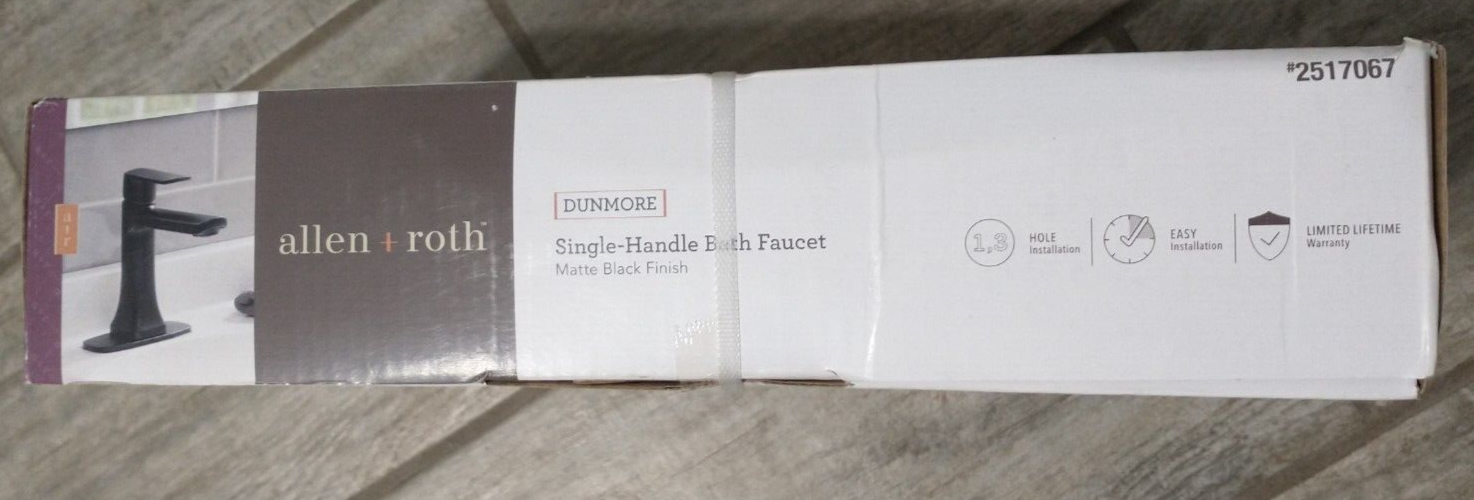 #2517067
a+r
allen + roth™
DUNMORE
Single-Handle Bath Faucet
Matte Black Finish
1,3
HOLE
Installation
EASY
Installation
LIMITED LIFETIME
Warranty